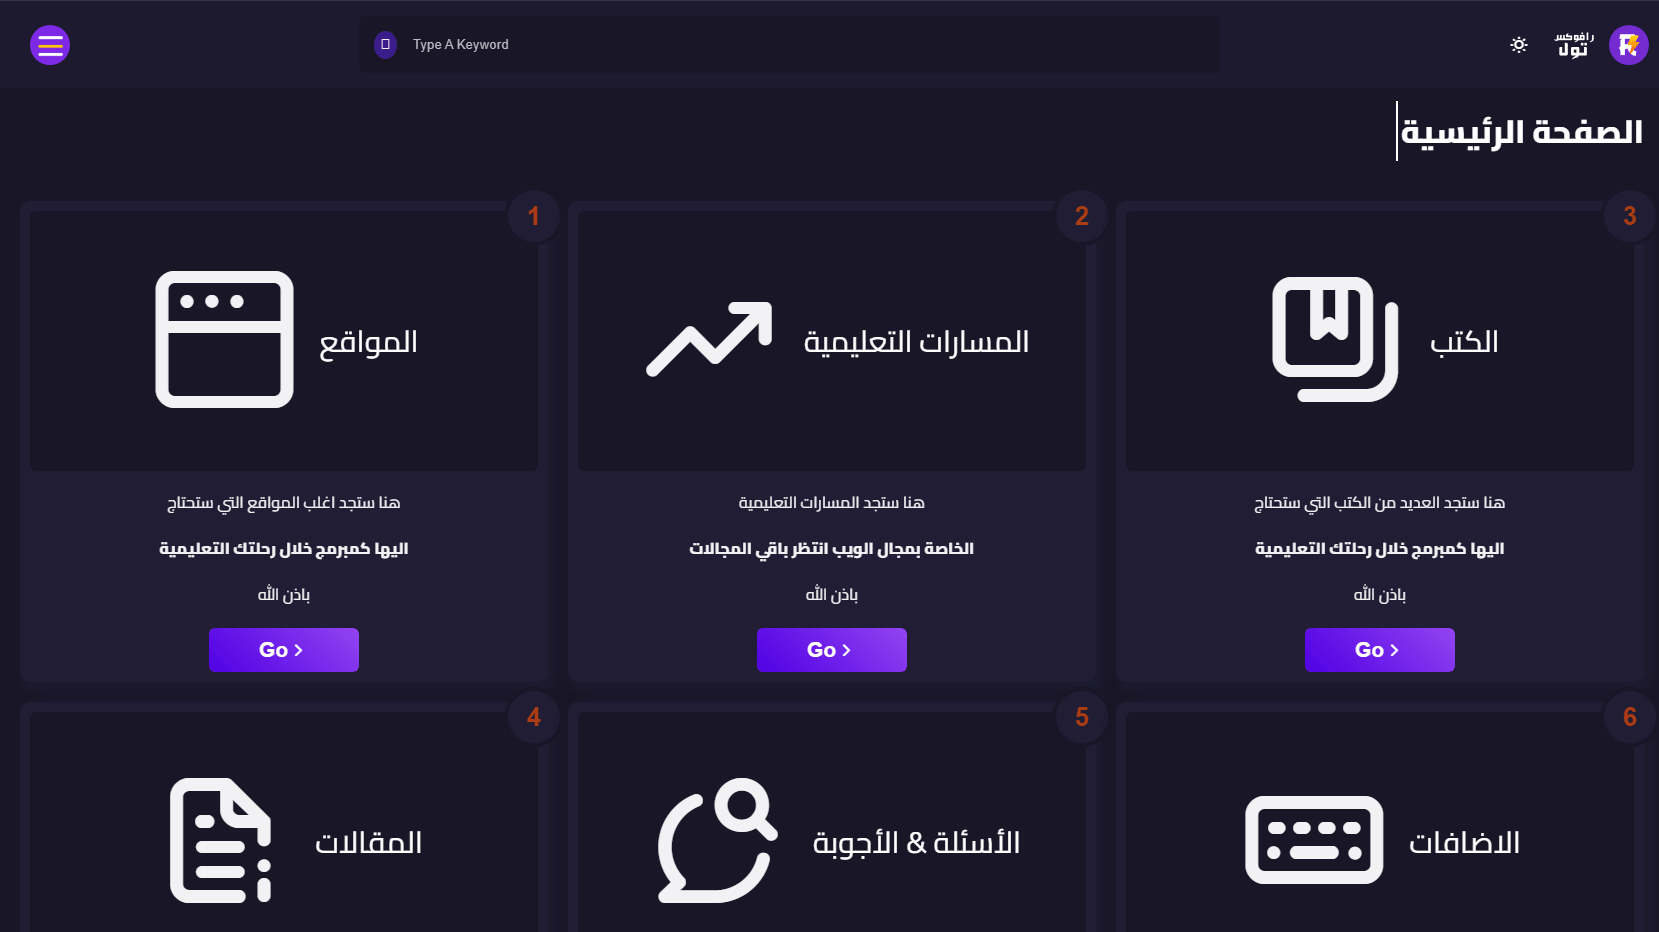 Type A Keyword
رافوكس
تول
الصفحة الرئيسية
1
المواقع
هنا ستجد اغلب المواقع التي ستحتاج
اليها كمبرمج خلال رحلتك التعليمية
باذن الله
Go
2
المسارات التعليمية
هنا ستجد المسارات التعليمية
الخاصة بمجال الويب انتظر باقي المجالات
باذن الله
Go
3
الكتب
هنا ستجد العديد من الكتب التي ستحتاج
اليها كمبرمج خلال رحلتك التعليمية
باذن الله
Go
4
المقالات
5
الأسئلة & الأجوبة
6
الاضافات